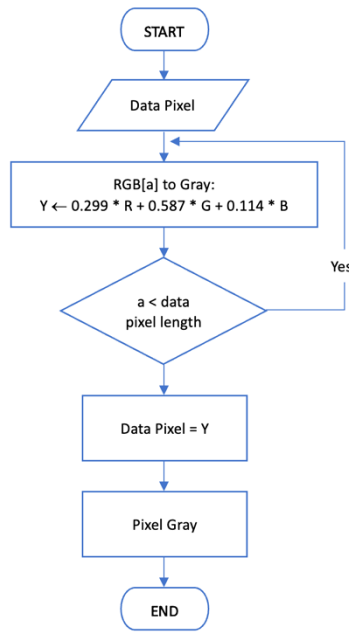 START
Data Pixel
RGB[a] to Gray:
Y ← 0.299 * R + 0.587 * G + 0.114 * B
Yes
a < data
pixel length
Data Pixel = Y
Pixel Gray
END